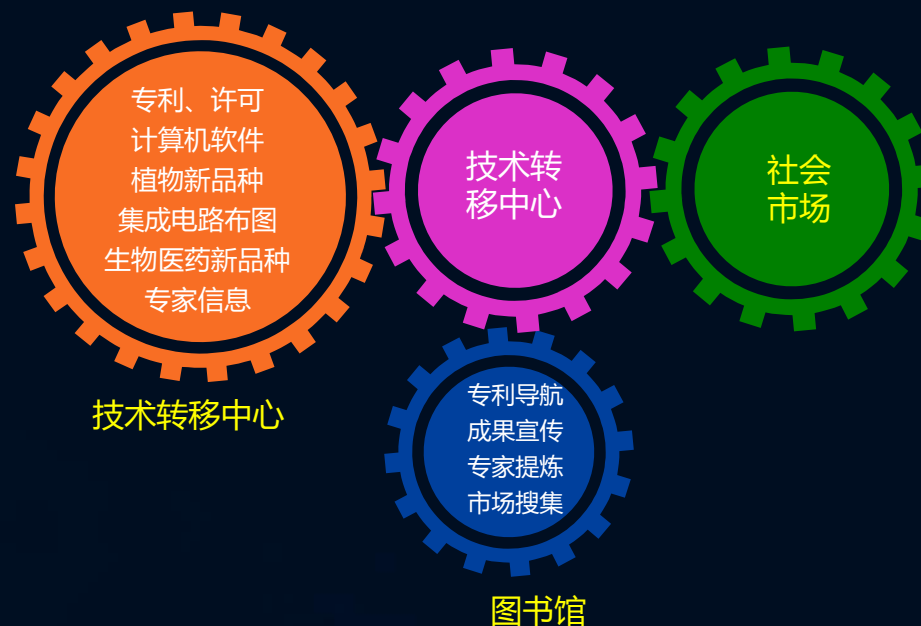 专利、许可
计算机软件
植物新品种
集成电路布图
生物医药新品种
专家信息
技术转移中心
技术转
移中心
社会
市场
专利导航
成果宣传
专家提炼
市场搜集
图书馆